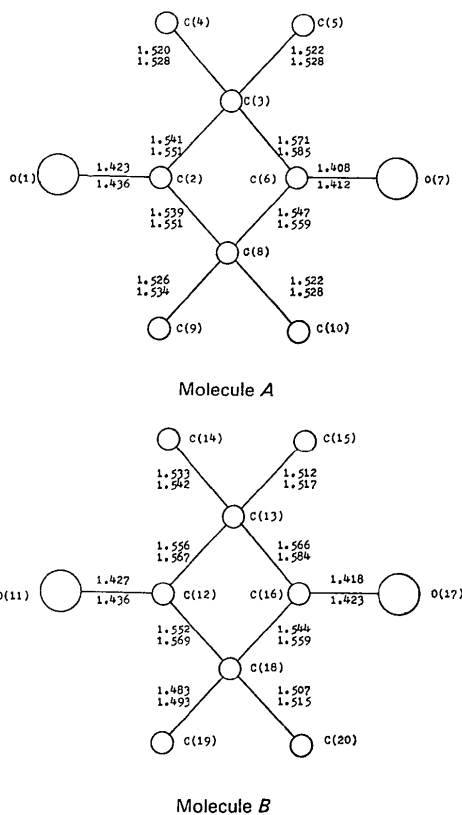 C(4) C(5)
1.520 1.522
1.528 1.528
C(3)
1.541 1.571
1.551 1.585
1.423 1.408
O(1) C(2) C(6) O(7)
1.436 1.412
1.539 1.547
1.551 1.559
C(8)
1.526 1.522
1.534 1.528
C(9) C(10)
Molecule A
C(14) C(15)
1.533 1.512
1.542 1.517
C(13)
1.556 1.566
1.567 1.584
1.427 1.418
O(11) C(12) C(16) O(17)
1.436 1.423
1.552 1.544
1.569 1.559
C(18)
1.483 1.507
1.493 1.515
C(19) C(20)
Molecule B